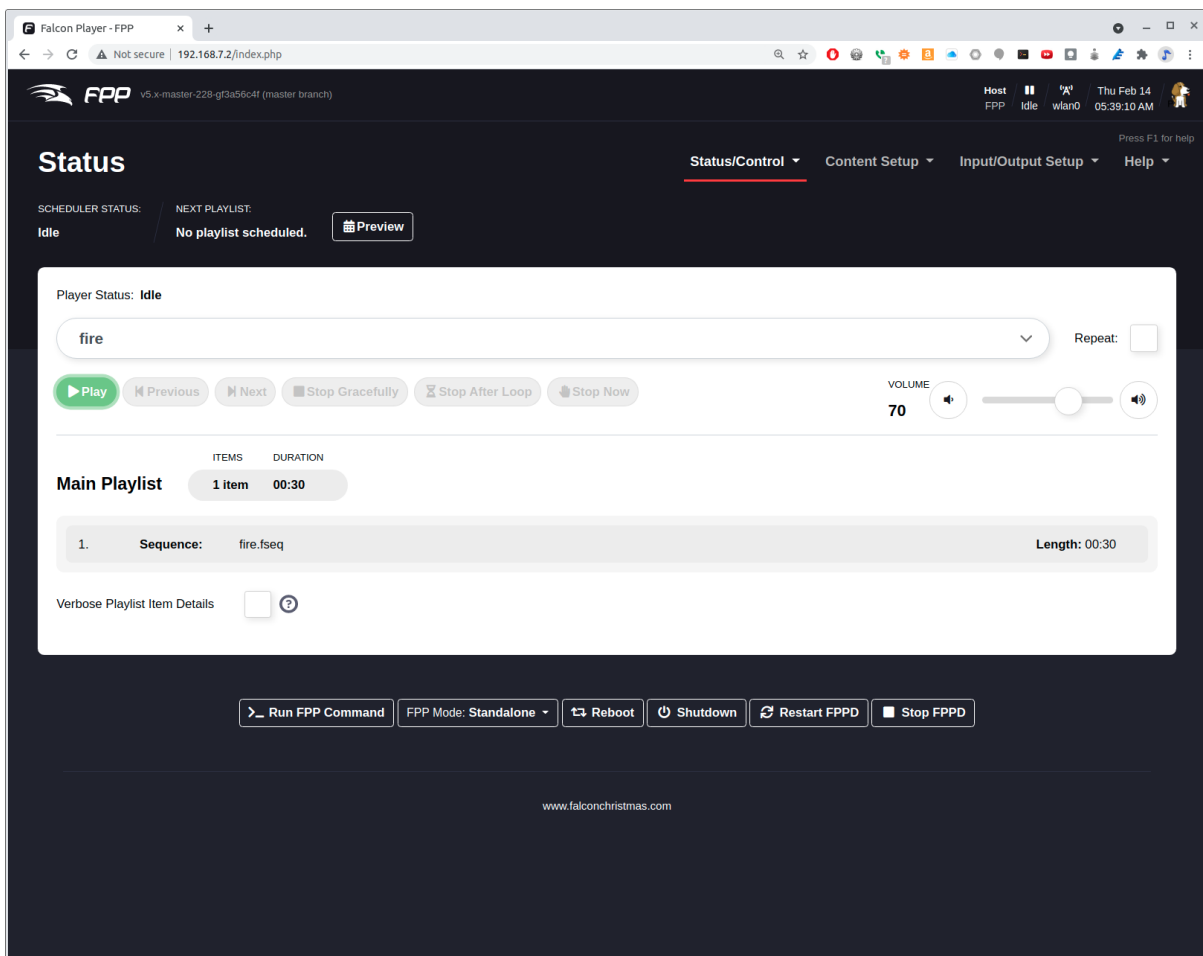 Falcon Player - FPP
Not secure | 192.168.7.2/index.php
FPP v5.x-master-228-gf3a56c4f (master branch)
Host
FPP
Idle
wlan0
Thu Feb 14
05:39:10 AM
Press F1 for help
Status
Status/Control
Content Setup
Input/Output Setup
Help
SCHEDULER STATUS:
Idle
NEXT PLAYLIST:
No playlist scheduled.
Preview
Player Status: Idle
fire
Repeat:
Play
Previous
Next
Stop Gracefully
Stop After Loop
Stop Now
VOLUME
70
Main Playlist
ITEMS
1 item
DURATION
00:30
1. Sequence: fire.fseq Length: 00:30
Verbose Playlist Item Details
Run FPP Command
FPP Mode: Standalone
Reboot
Shutdown
Restart FPPD
Stop FPPD
www.falconchristmas.com